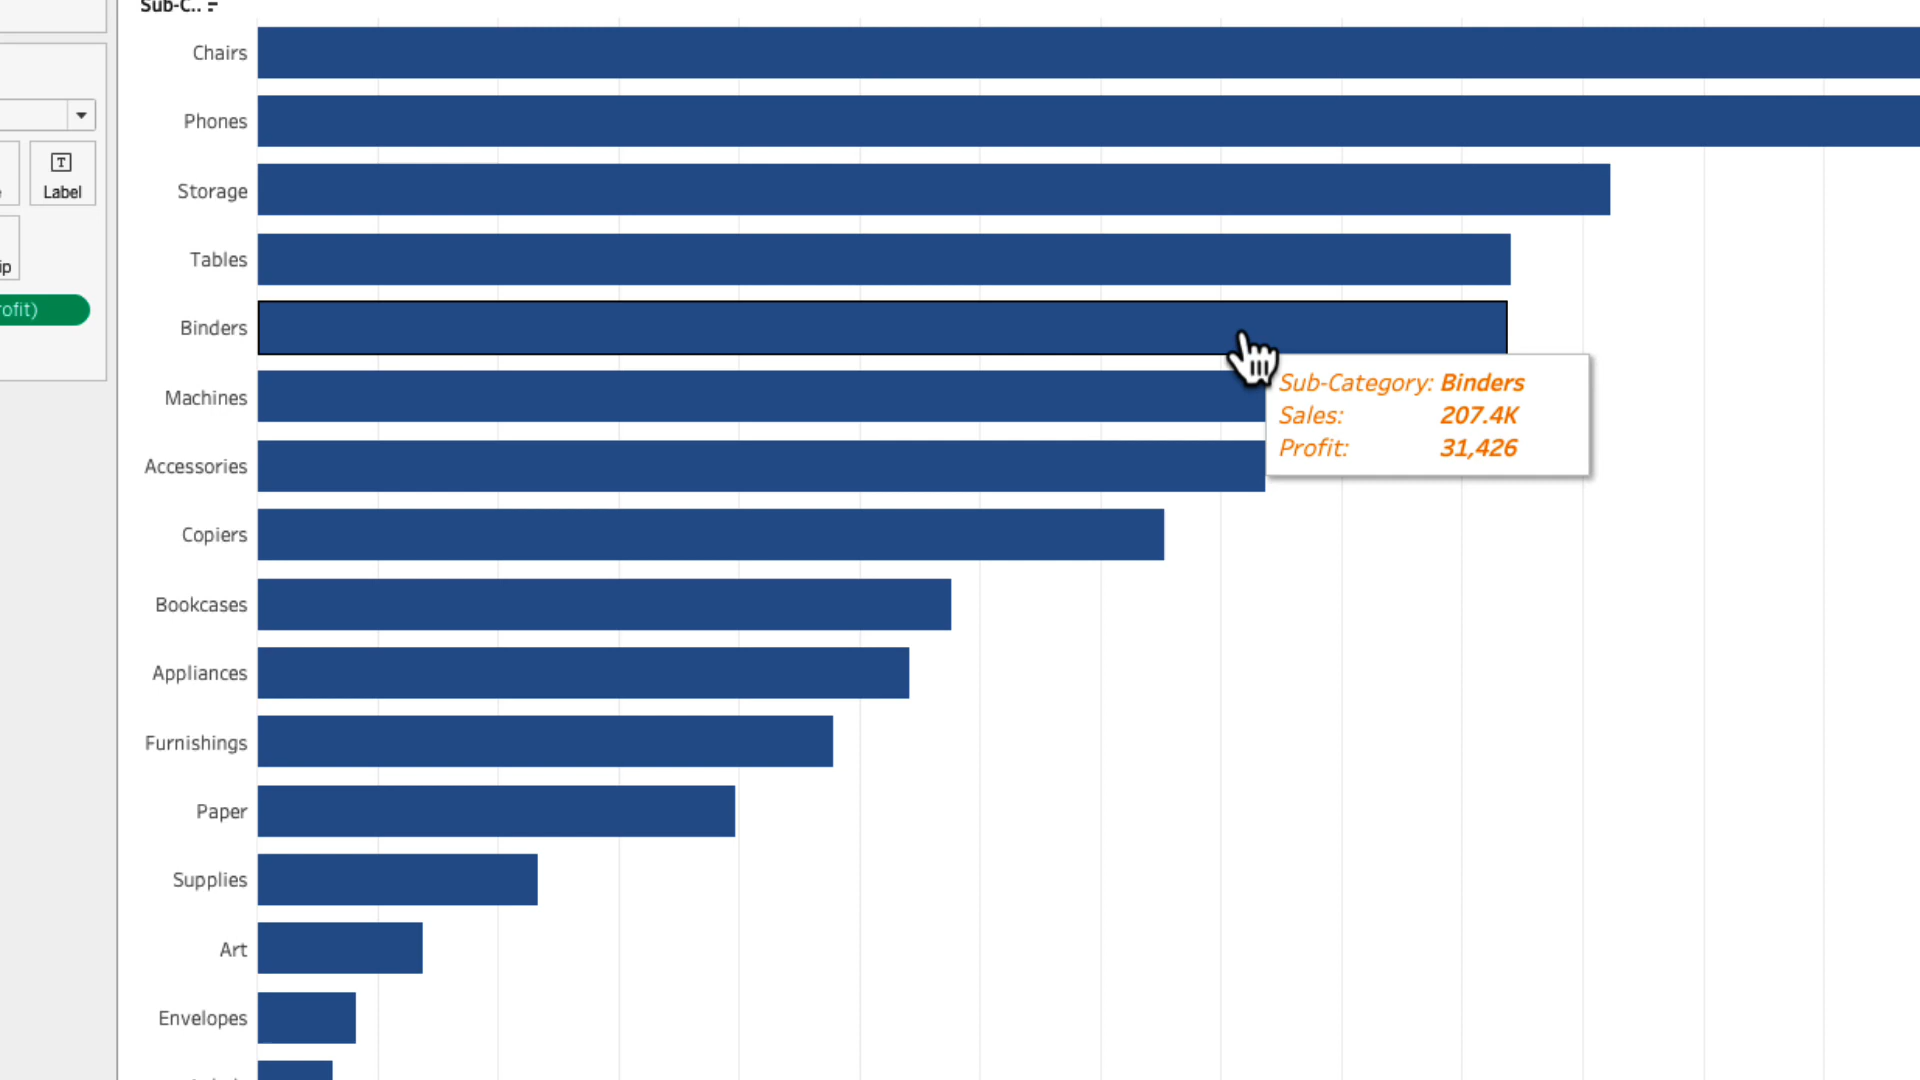 Sub-C..
Chairs
Phones
Storage
Tables
Binders
Machines
Accessories
Copiers
Bookcases
Appliances
Furnishings
Paper
Supplies
Art
Envelopes
T
Label
ip
ofit)
Sub-Category: Binders
Sales: 207.4K
Profit: 31,426